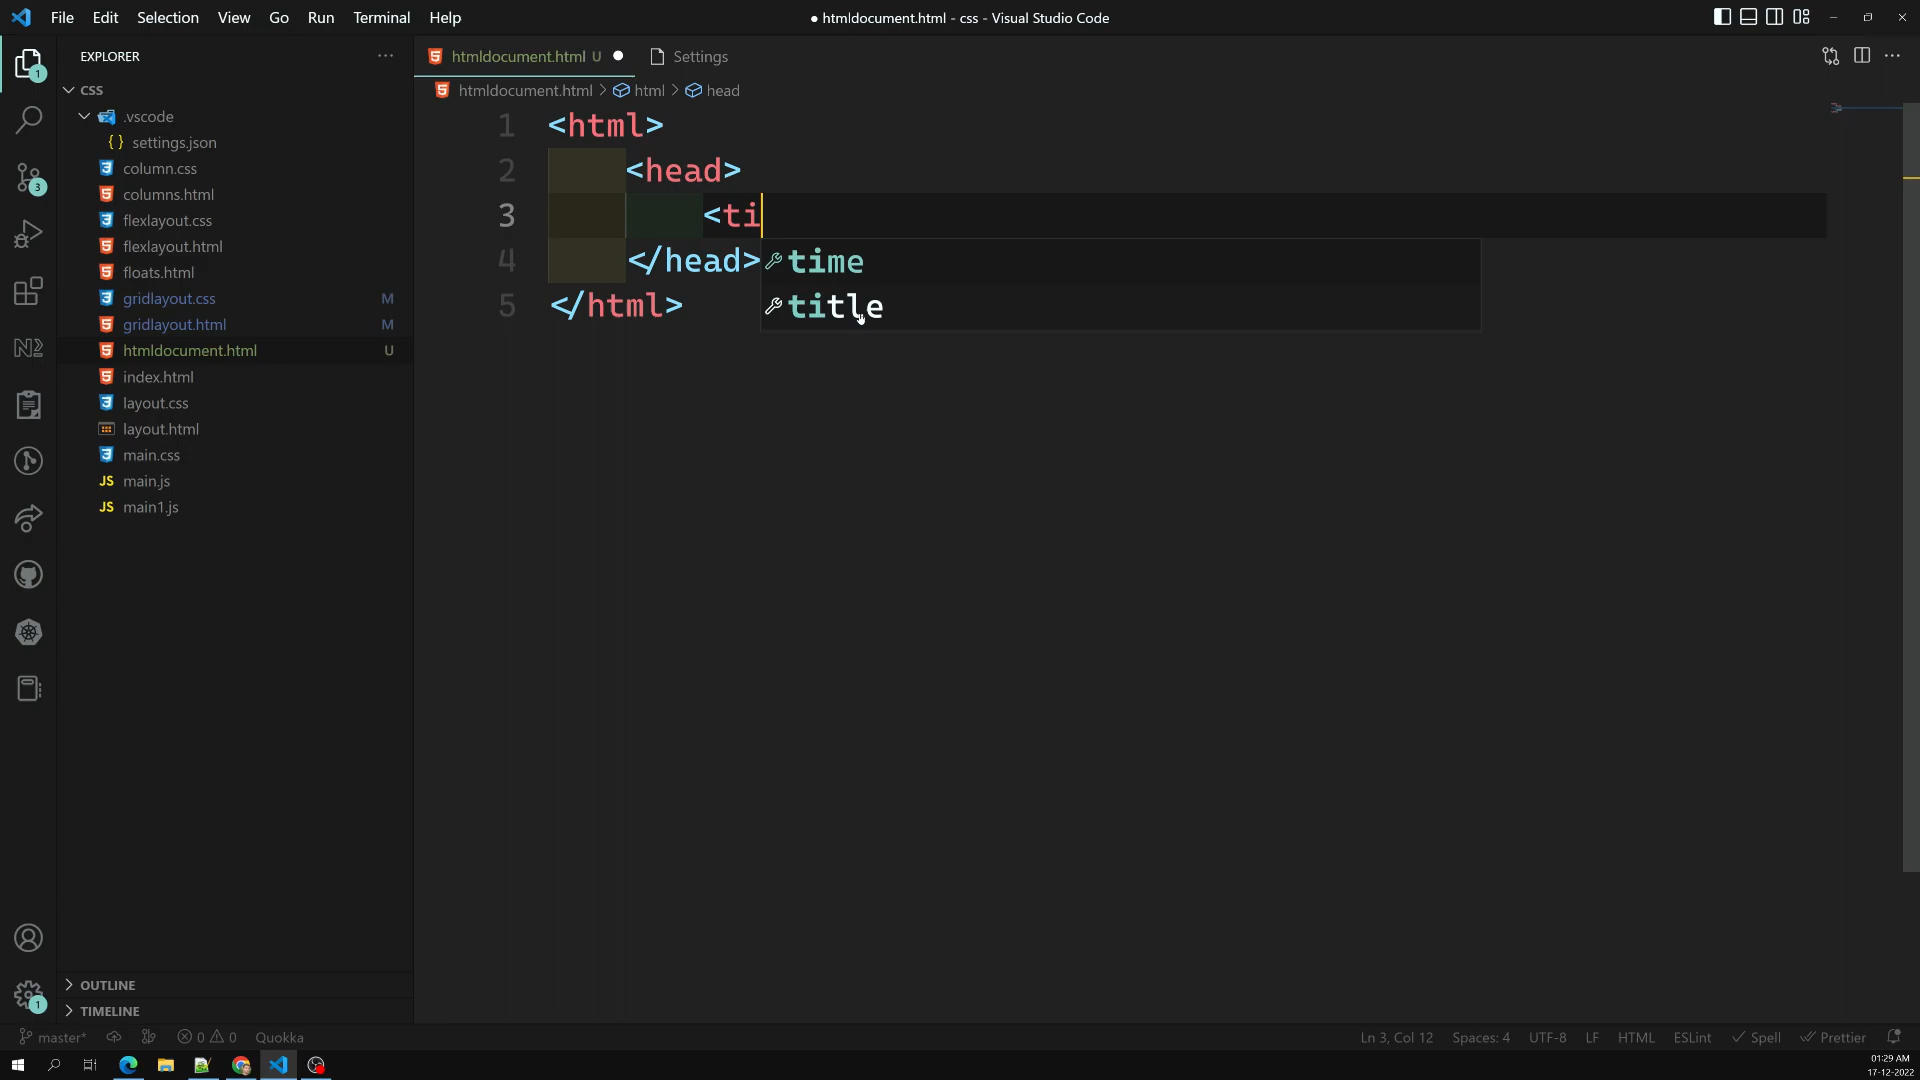 File Edit Selection View Go Run Terminal Help
● htmldocument.html - css - Visual Studio Code
EXPLORER
htmldocument.html U ●
Settings
htmldocument.html > html > head
CSS
.vscode
{ } settings.json
column.css
columns.html
flexlayout.css
flexlayout.html
floats.html
gridlayout.css M
gridlayout.html M
htmldocument.html U
index.html
layout.css
layout.html
main.css
JS main.js
JS main1.js
OUTLINE
TIMELINE
1
3
N
1
1 <html>
2 <head>
3 <ti
4 </head>
5 </html>
time
title
master* 0 0 Quokka
Ln 3, Col 12 Spaces: 4 UTF-8 LF HTML ESLint Spell Prettier
01:29 AM
17-12-2022